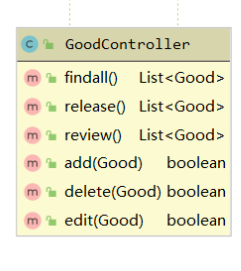 C GoodController
m findall() List<Good>
m release() List<Good>
m review() List<Good>
m add(Good) boolean
m delete(Good) boolean
m edit(Good) boolean